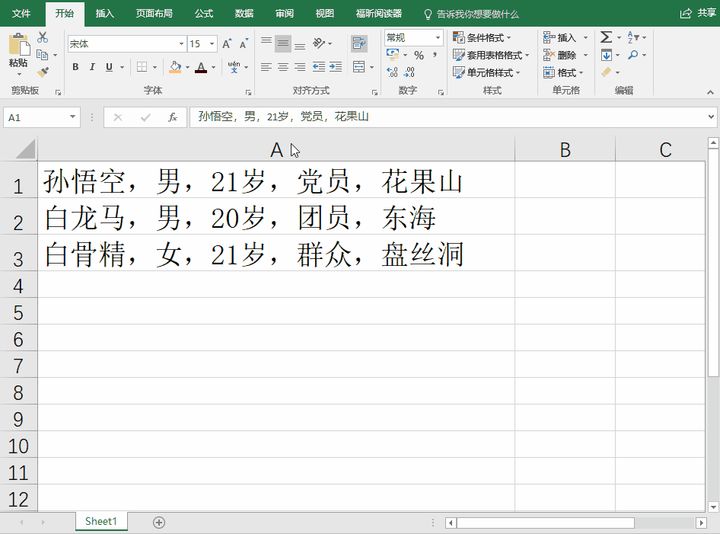 文件 开始 插入 页面布局 公式 数据 审阅 视图 福昕阅读器 告诉我你想要做什么 共享
宋体 15 A A 常规 条件格式 插入 Σ
粘贴 B I U A wén % , 套用表格格式 删除
单元格样式 格式
剪贴板 字体 对齐方式 数字 样式 单元格 编辑
A1 fx 孙悟空，男，21岁，党员，花果山
A B C
1 孙悟空，男，21岁，党员，花果山
2 白龙马，男，20岁，团员，东海
3 白骨精，女，21岁，群众，盘丝洞
4
5
6
7
8
9
10
11
12
Sheet1